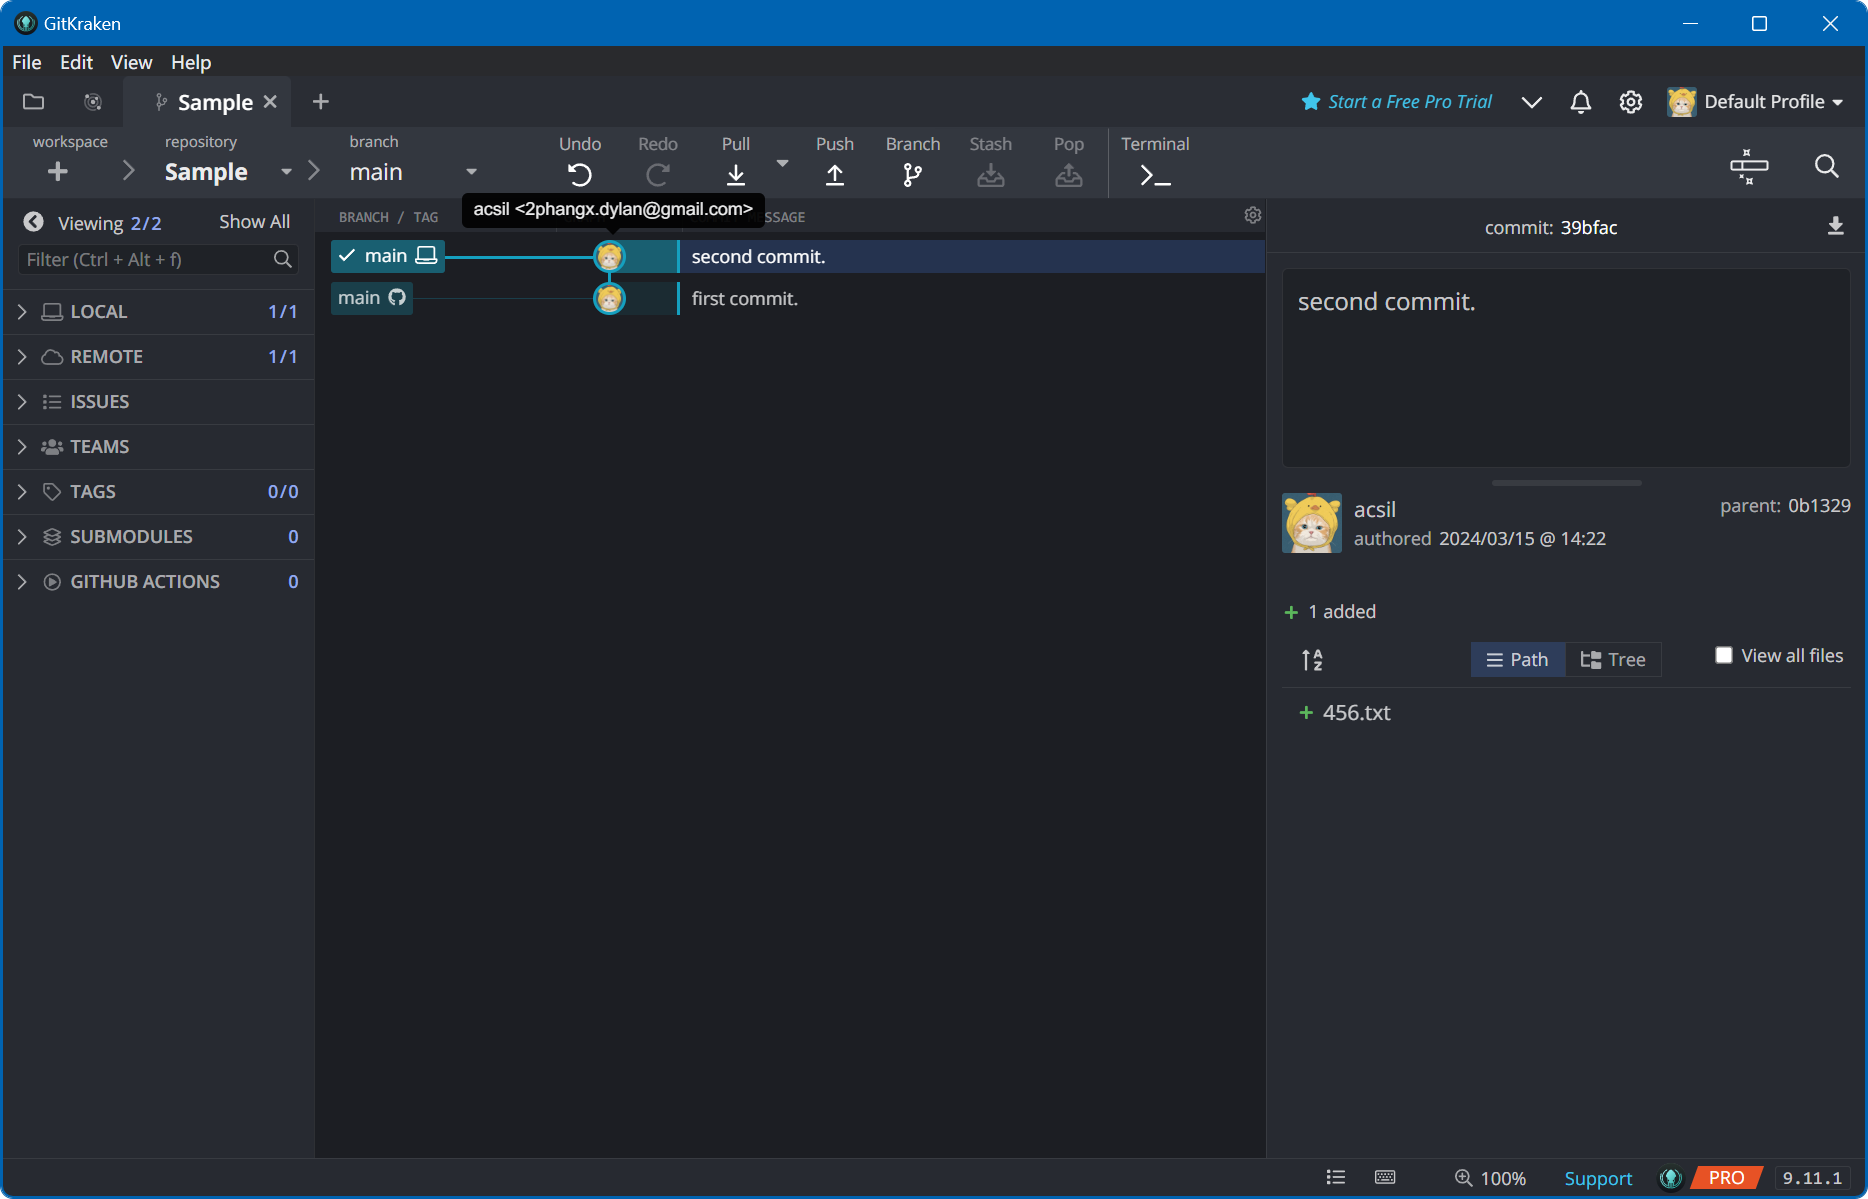 GitKraken
File Edit View Help
Sample
Start a Free Pro Trial
Default Profile
workspace
repository
Sample
branch
main
Undo
Redo
Pull
Push
Branch
Stash
Pop
Terminal
Viewing 2/2 Show All
Filter (Ctrl + Alt + f)
LOCAL 1/1
REMOTE 1/1
ISSUES
TEAMS
TAGS 0/0
SUBMODULES 0
GITHUB ACTIONS 0
BRANCH / TAG
acsil <2phangx.dylan@gmail.com>
main second commit.
main first commit.
commit: 39bfac
second commit.
acsil
authored 2024/03/15 @ 14:22
parent: 0b1329
1 added
Path Tree
View all files
456.txt
100% Support PRO 9.11.1